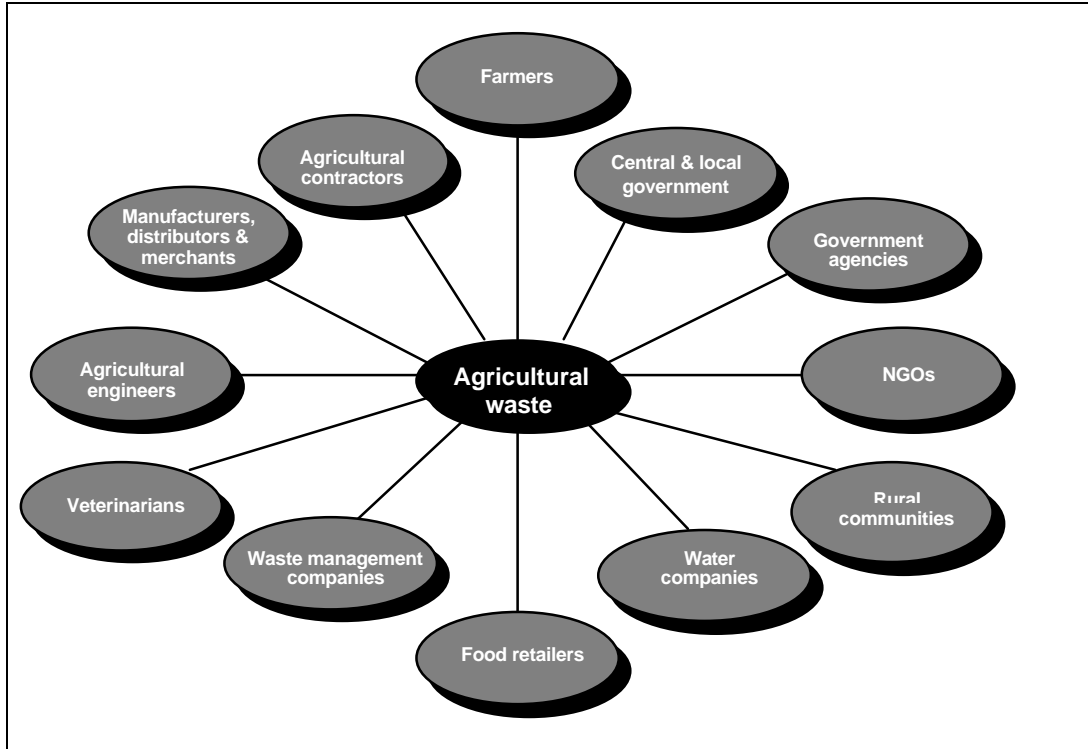 Farmers
Agricultural
contractors
Central & local
government
Manufacturers,
distributors &
merchants
Government
agencies
Agricultural
engineers
Agricultural
waste
NGOs
Veterinarians
Rural
communities
Waste management
companies
Water
companies
Food retailers